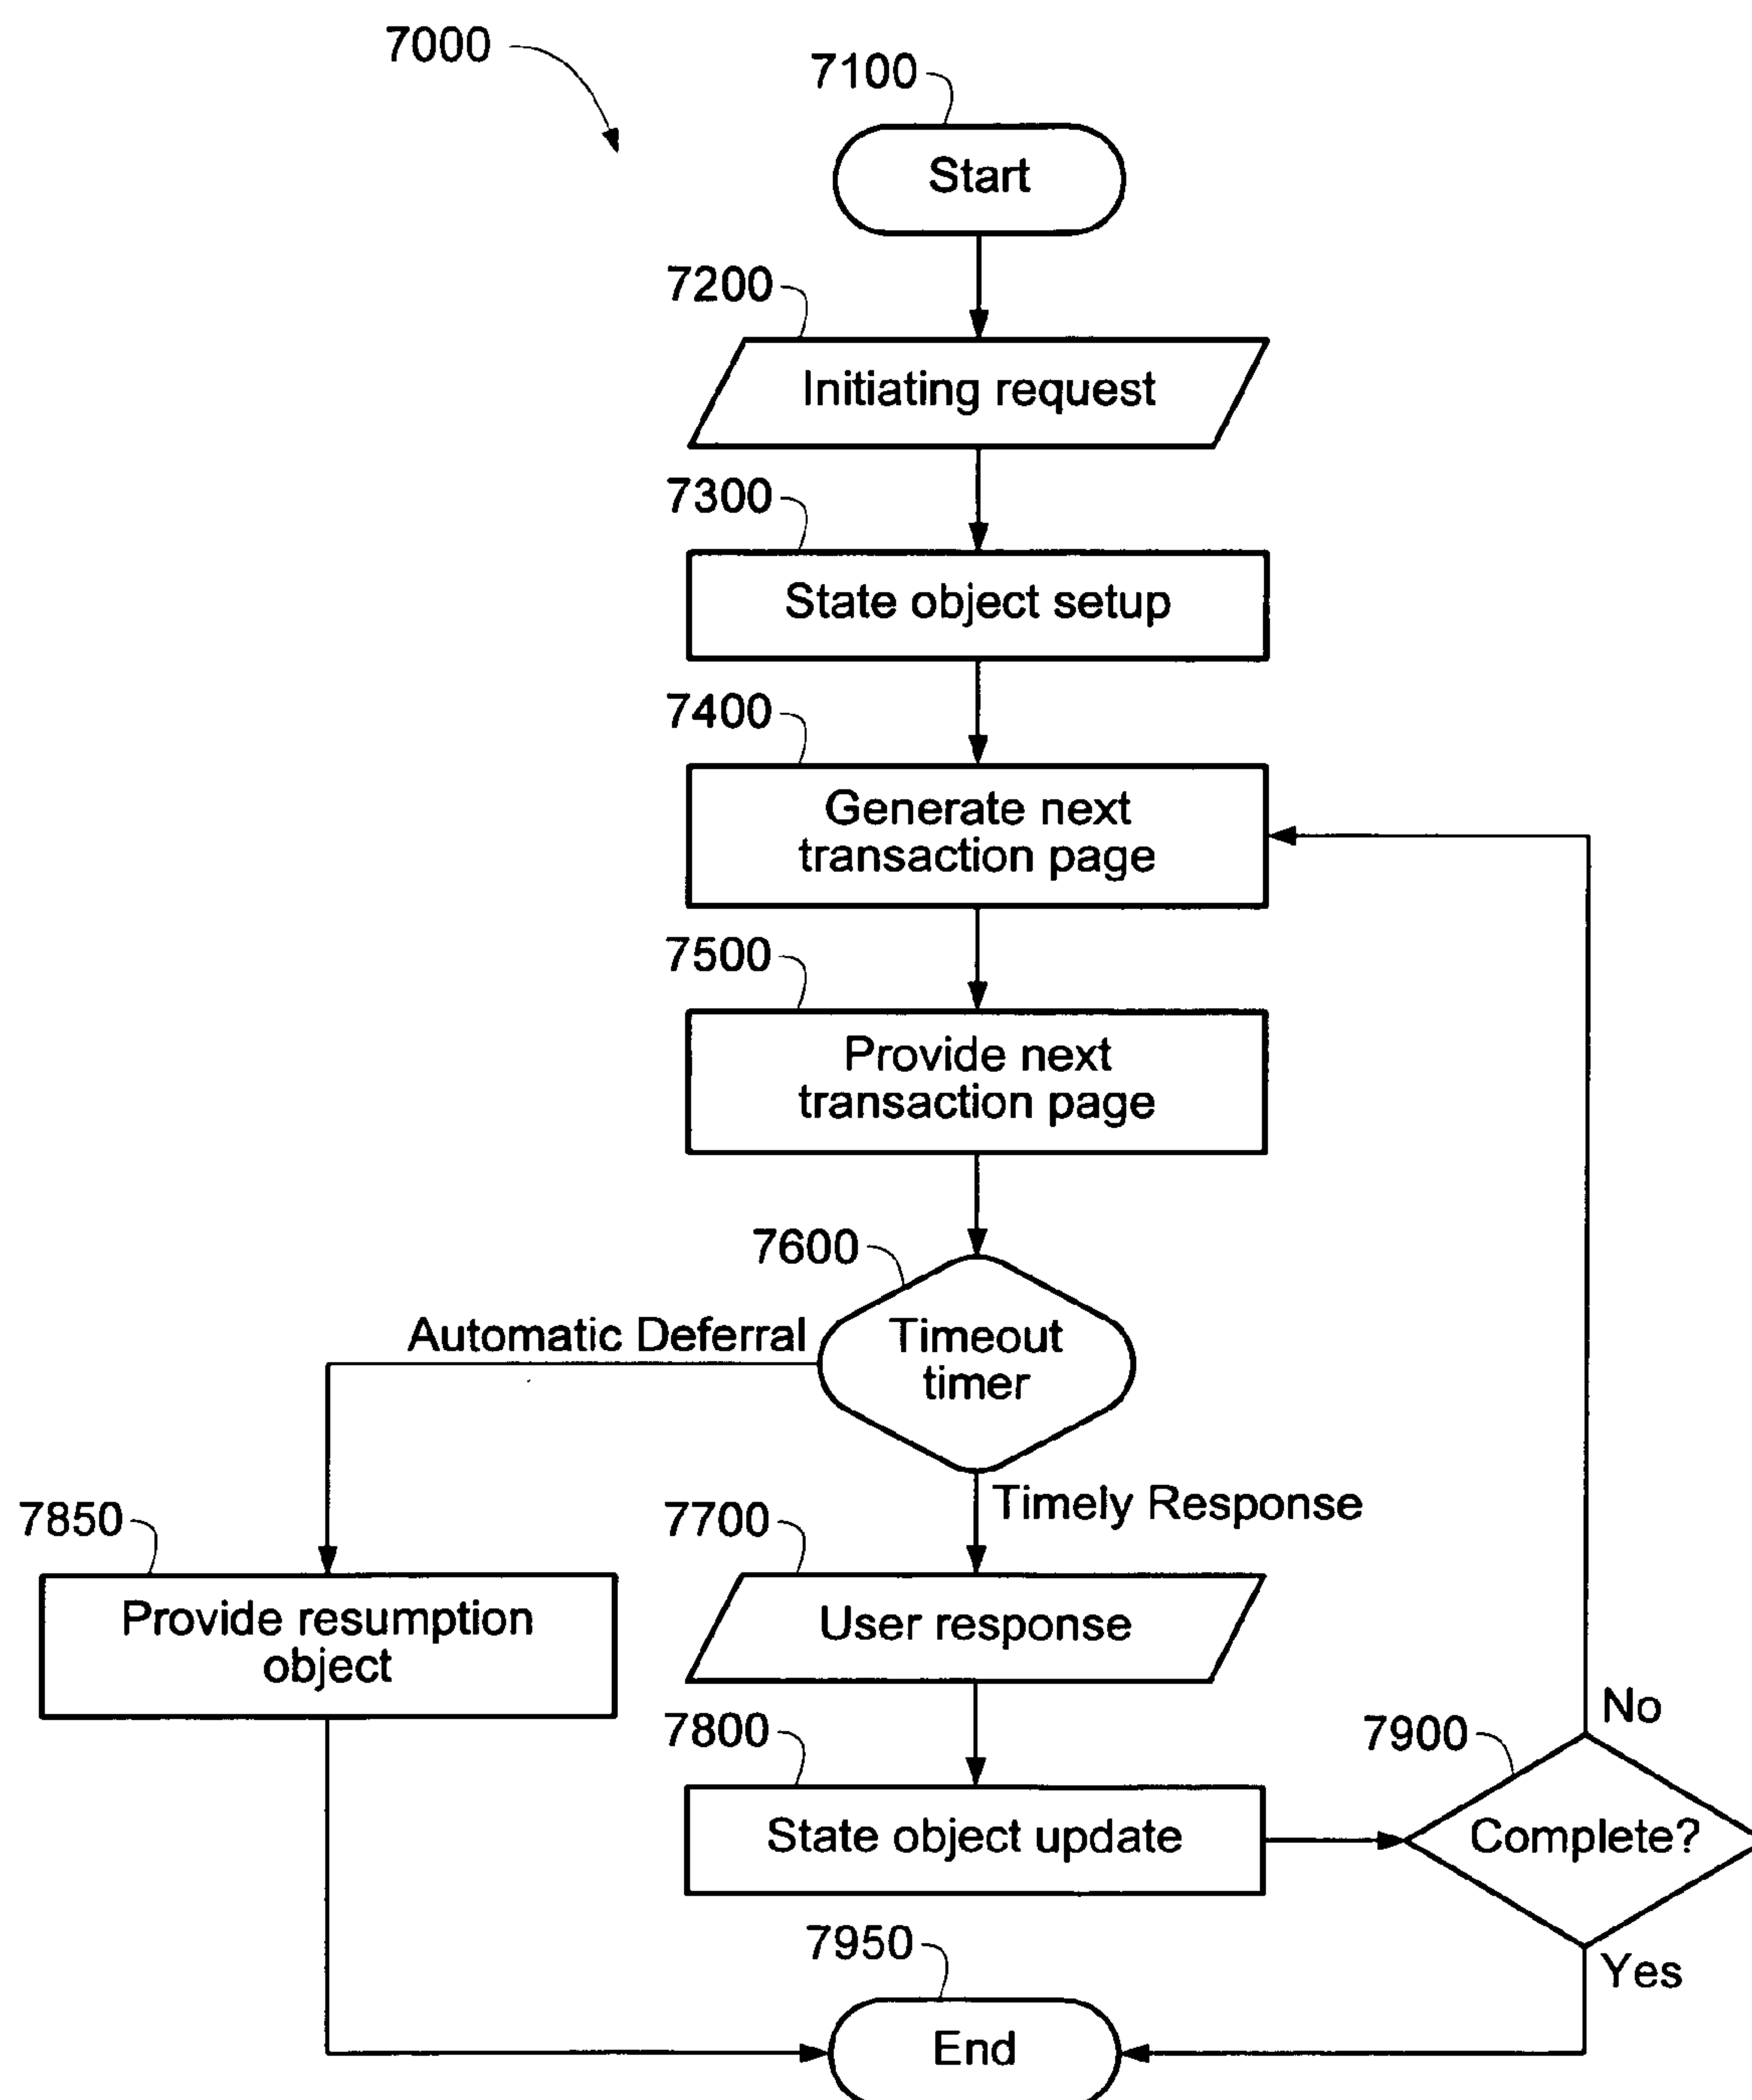 7000
7100
Start
7200
Initiating request
7300
State object setup
7400
Generate next
transaction page
7500
Provide next
transaction page
7600
Automatic Deferral
Timeout
timer
Timely Response
7850
Provide resumption
object
7700
User response
7800
State object update
7900
Complete?
No
Yes
7950
End